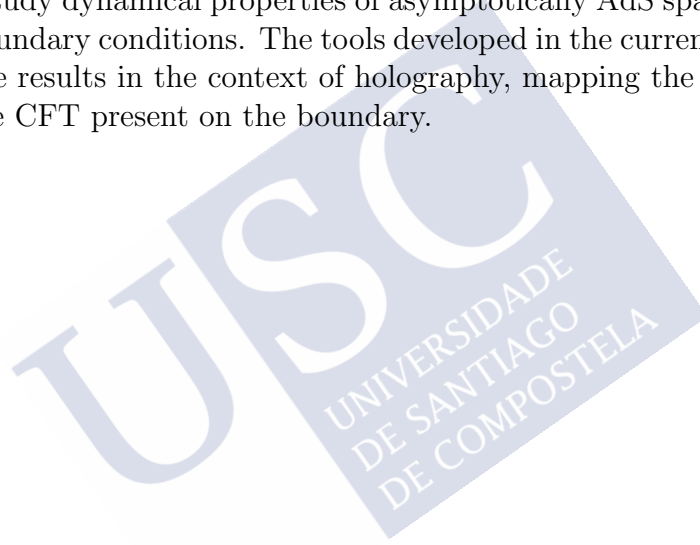 study dynamical properties of asymptotically AdS spa
undary conditions. The tools developed in the curren
e results in the context of holography, mapping the
e CFT present on the boundary.
USC
UNIVERSIDADE
DE SANTIAGO
DE COMPOSTELA